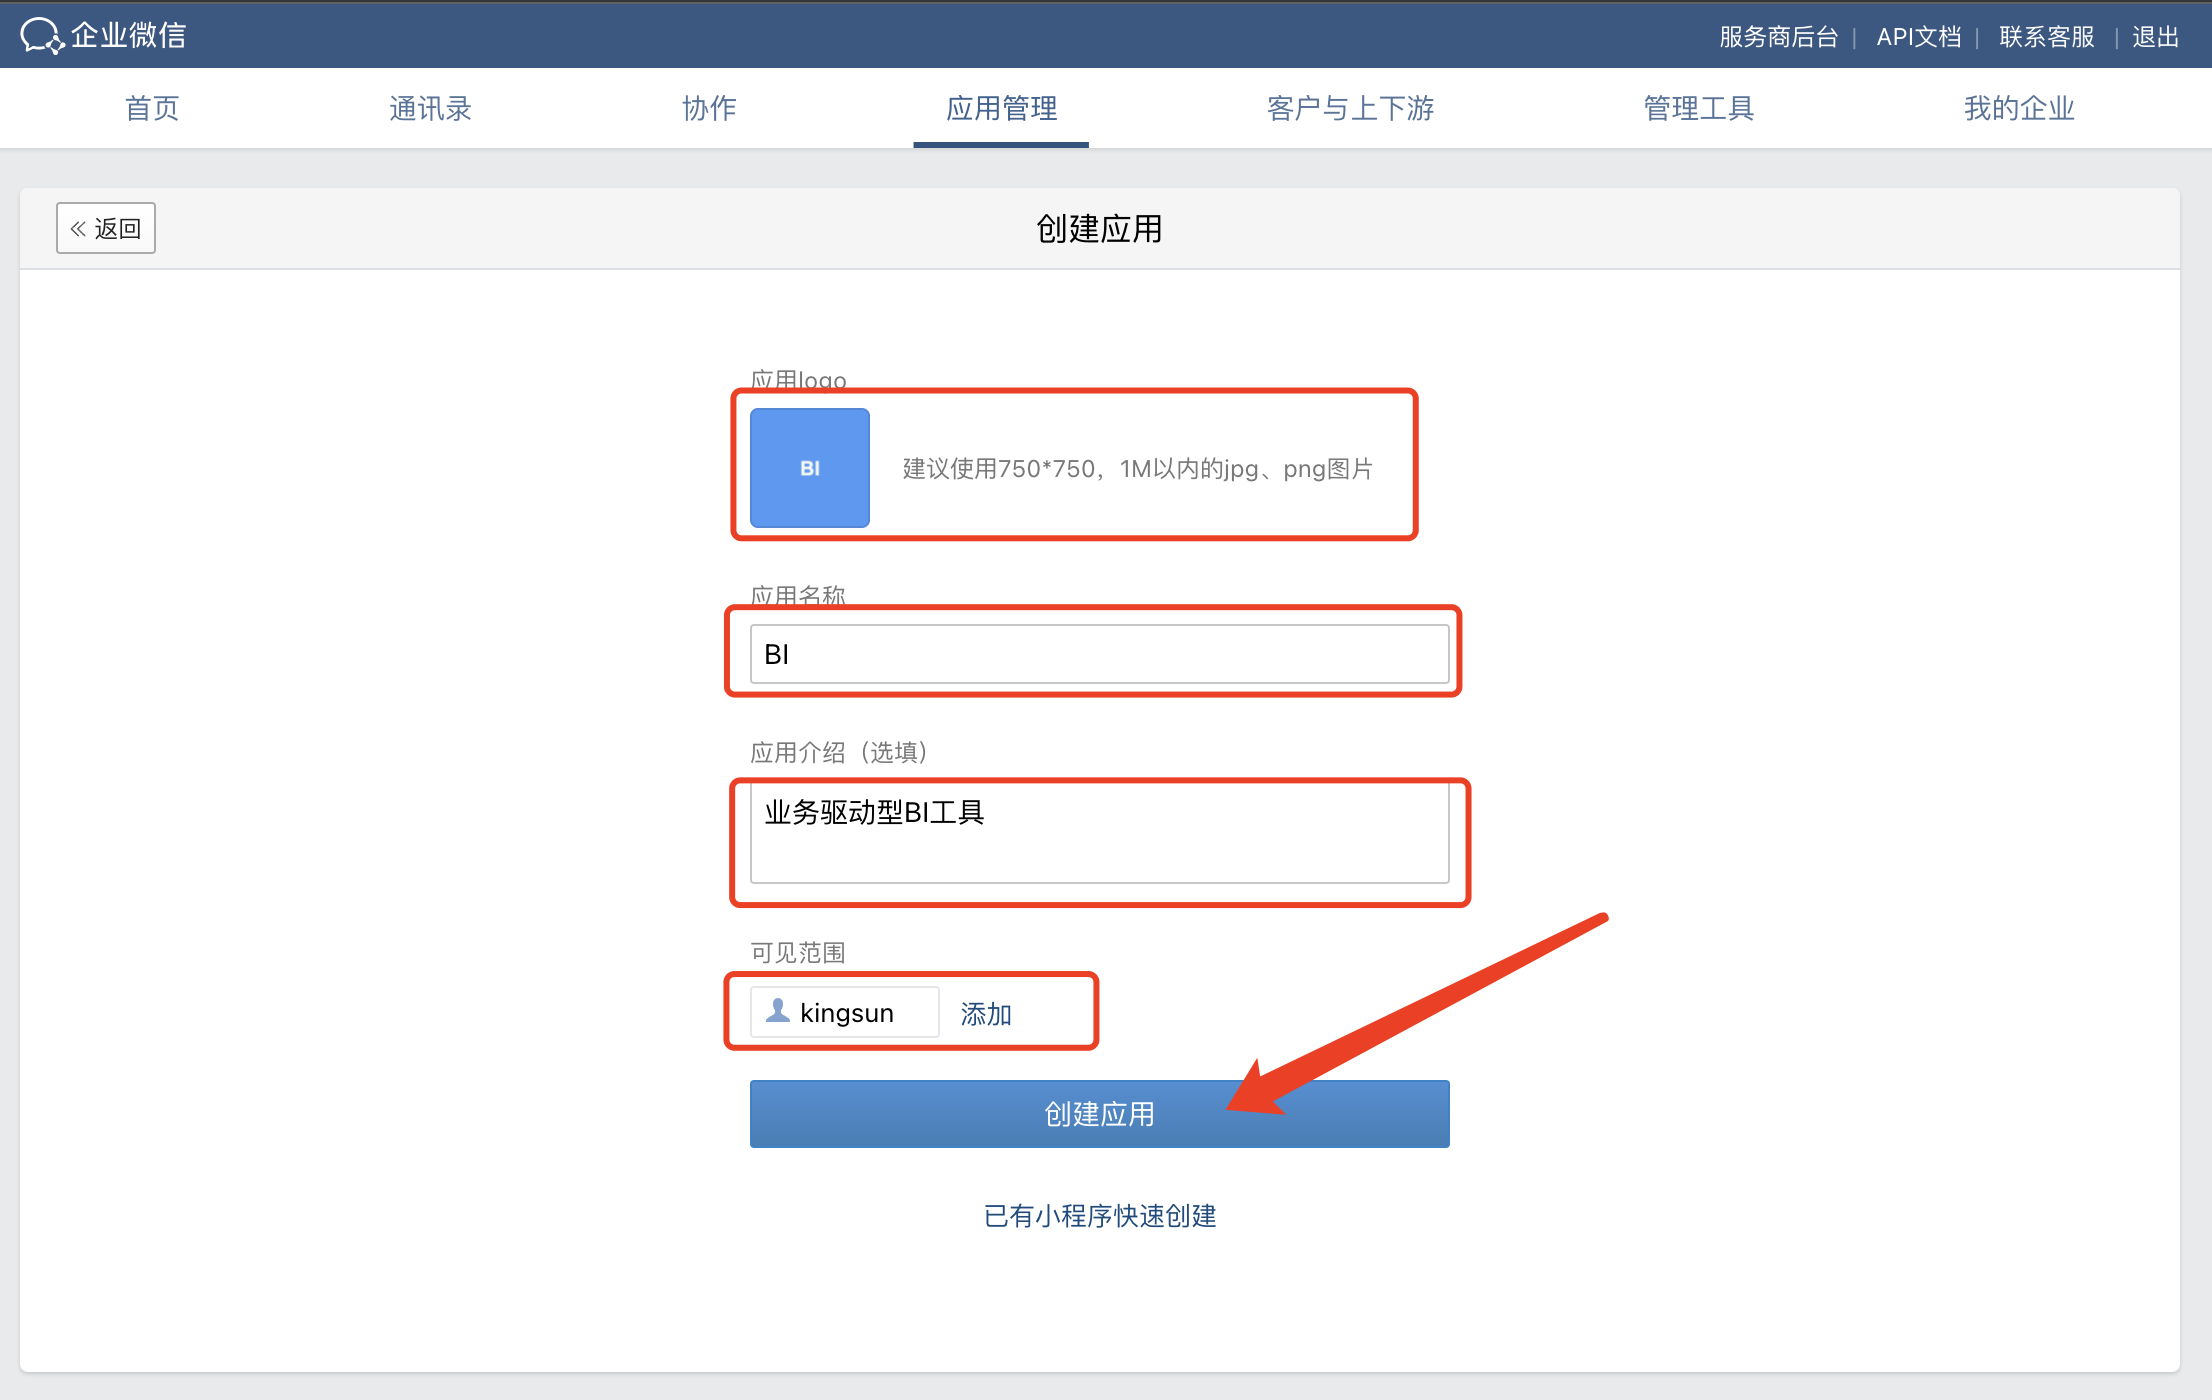 企业微信
服务商后台 | API文档 | 联系客服 | 退出
首页 通讯录 协作 应用管理 客户与上下游 管理工具 我的企业
« 返回
创建应用
应用logo
BI
建议使用750*750，1M以内的jpg、png图片
应用名称
BI
应用介绍（选填）
业务驱动型BI工具
可见范围
kingsun 添加
创建应用
已有小程序快速创建